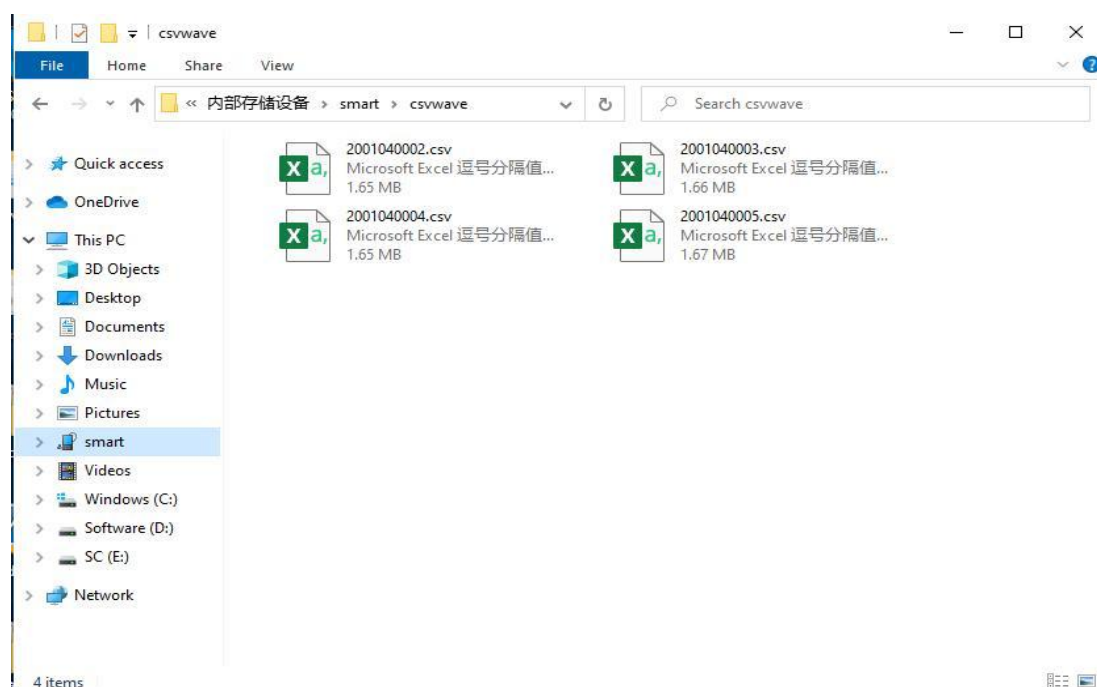 csvwave
File Home Share View
« 内部存储设备 › smart › csvwave
Search csvwave
Quick access
OneDrive
This PC
3D Objects
Desktop
Documents
Downloads
Music
Pictures
smart
Videos
Windows (C:)
Software (D:)
SC (E:)
Network
2001040002.csv
Microsoft Excel 逗号分隔值...
1.65 MB
2001040003.csv
Microsoft Excel 逗号分隔值...
1.66 MB
2001040004.csv
Microsoft Excel 逗号分隔值...
1.65 MB
2001040005.csv
Microsoft Excel 逗号分隔值...
1.67 MB
4 items